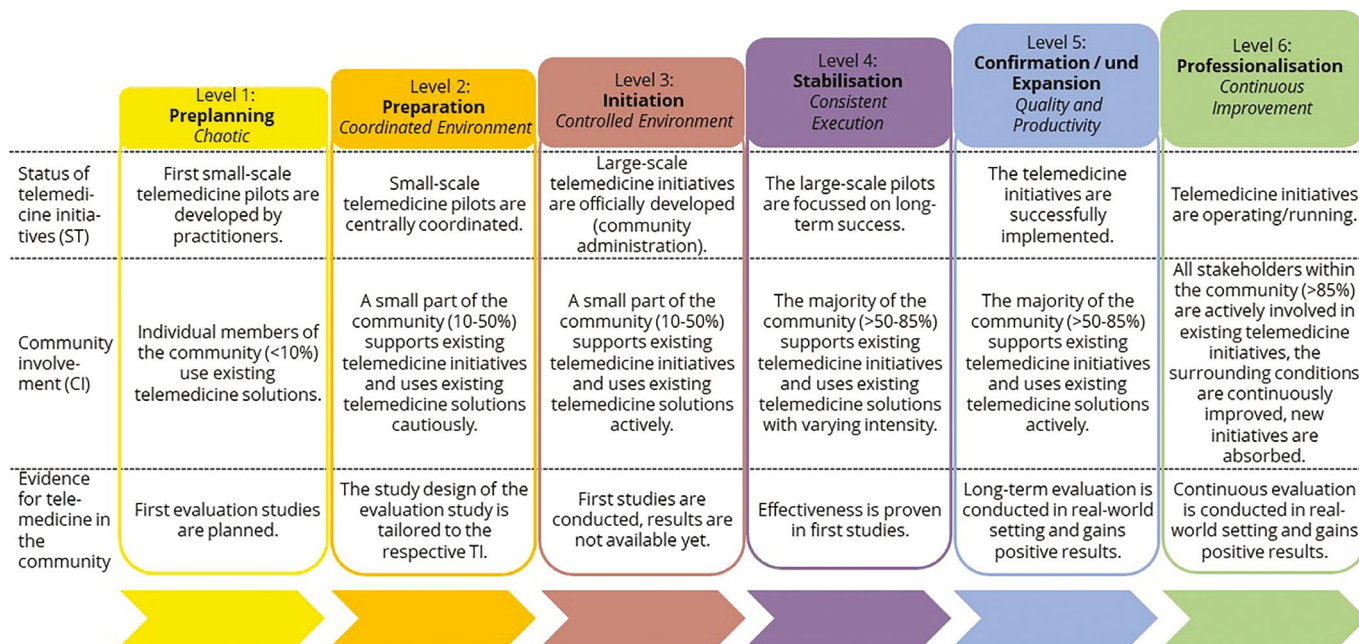 Level 1:
Preplanning
Chaotic
Level 2:
Preparation
Coordinated Environment
Level 3:
Initiation
Controlled Environment
Level 4:
Stabilisation
Consistent
Execution
Level 5:
Confirmation / und
Expansion
Quality and
Productivity
Level 6:
Professionalisation
Continuous
Improvement
Status of
telemedi-
cine initia-
tives (ST)
First small-scale
telemedicine pilots are
developed by
practitioners.
Small-scale
telemedicine pilots are
centrally coordinated.
Large-scale
telemedicine initiatives
are officially developed
(community
administration).
The large-scale pilots
are focussed on long-
term success.
The telemedicine
initiatives are
successfully
implemented.
Telemedicine initiatives
are operating/running.
Community
involve-
ment (CI)
Individual members of
the community (<10%)
use existing
telemedicine solutions.
A small part of the
community (10-50%)
supports existing
telemedicine initiatives
and uses existing
telemedicine solutions
cautiously.
A small part of the
community (10-50%)
supports existing
telemedicine initiatives
and uses existing
telemedicine solutions
actively.
The majority of the
community (>50-85%)
supports existing
telemedicine initiatives
and uses existing
telemedicine solutions
with varying intensity.
The majority of the
community (>50-85%)
supports existing
telemedicine initiatives
and uses existing
telemedicine solutions
actively.
All stakeholders within
the community (>85%)
are actively involved in
existing telemedicine
initiatives, the
surrounding conditions
are continuously
improved, new
initiatives are
absorbed.
Evidence
for tele-
medicine in
the
community
First evaluation studies
are planned.
The study design of the
evaluation study is
tailored to the
respective TI.
First studies are
conducted, results are
not available yet.
Effectiveness is proven
in first studies.
Long-term evaluation is
conducted in real-world
setting and gains
positive results.
Continuous evaluation
is conducted in real-
world setting and gains
positive results.